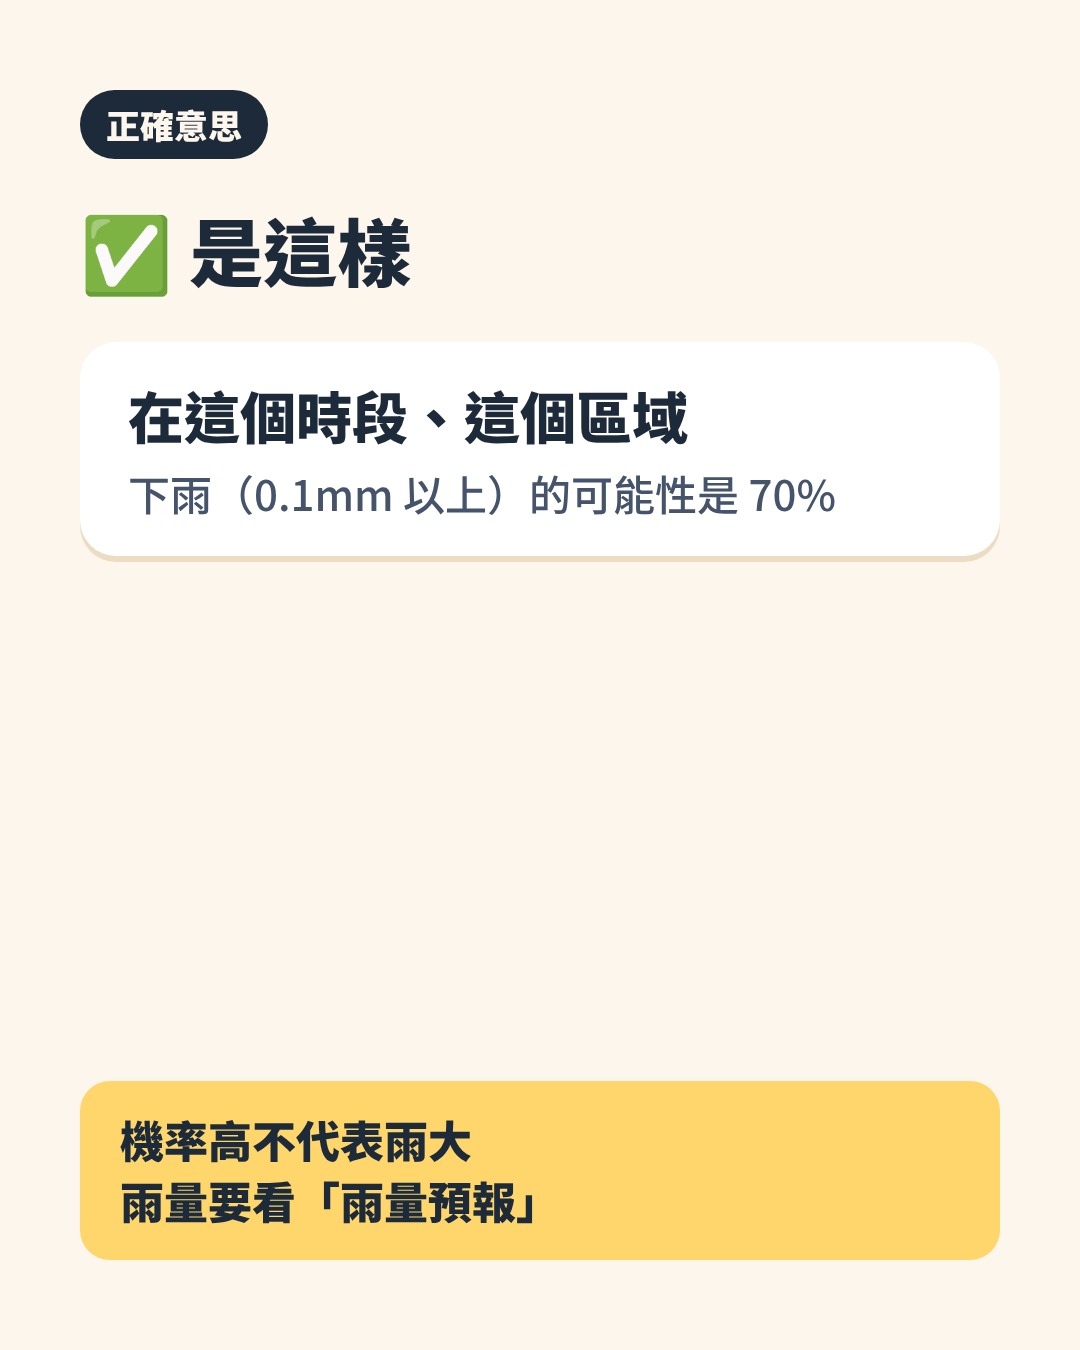 正確意思
✅ 是這樣
在這個時段、這個區域
下雨（0.1mm 以上）的可能性是 70%
機率高不代表雨大
雨量要看「雨量預報」